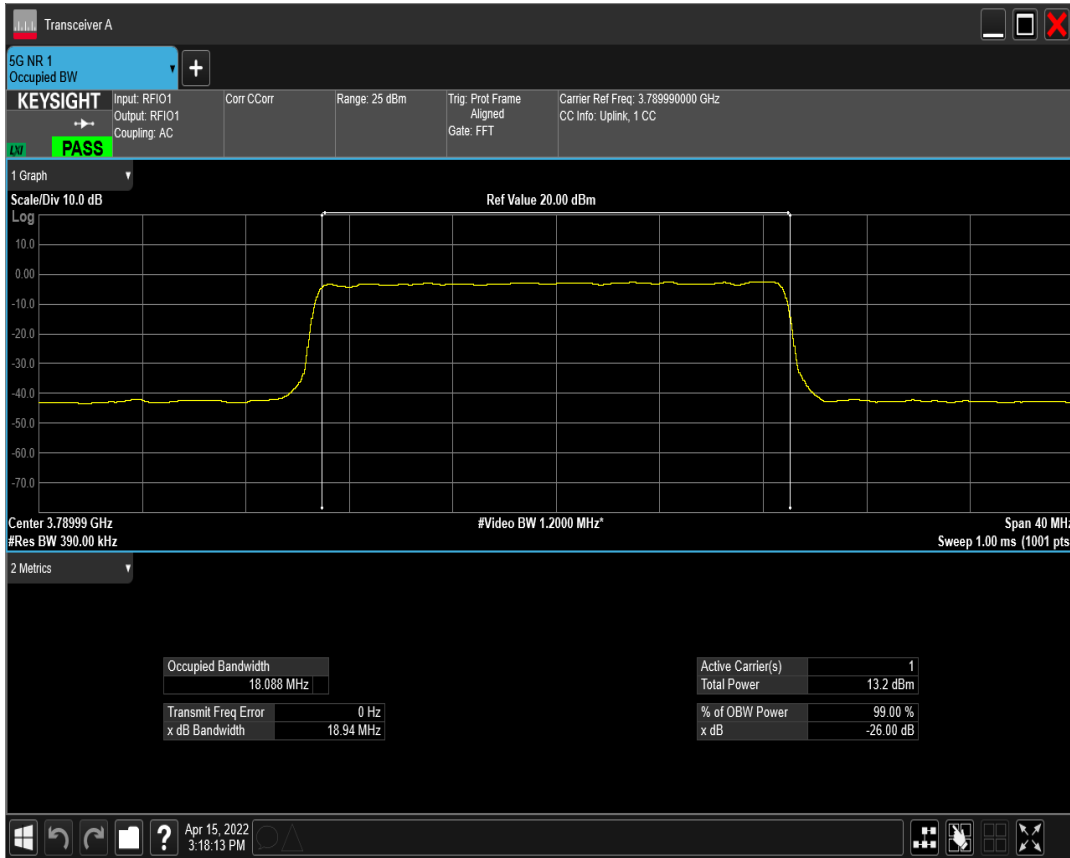 Transceiver A
5G NR 1
Occupied BW
KEYSIGHT
LXI
PASS
Input: RFIO1
Output: RFIO1
Coupling: AC
Corr CCorr
Range: 25 dBm
Trig: Prot Frame
Aligned
Gate: FFT
Carrier Ref Freq: 3.789990000 GHz
CC Info: Uplink, 1 CC
1 Graph
Scale/Div 10.0 dB
Ref Value 20.00 dBm
Log
10.0
0.00
-10.0
-20.0
-30.0
-40.0
-50.0
-60.0
-70.0
Center 3.78999 GHz
#Video BW 1.2000 MHz*
Span 40 MHz
#Res BW 390.00 kHz
Sweep 1.00 ms (1001 pts
2 Metrics
Occupied Bandwidth
18.088 MHz
Transmit Freq Error 0 Hz
x dB Bandwidth 18.94 MHz
Active Carrier(s) 1
Total Power 13.2 dBm
% of OBW Power 99.00 %
x dB -26.00 dB
?
Apr 15, 2022
3:18:13 PM